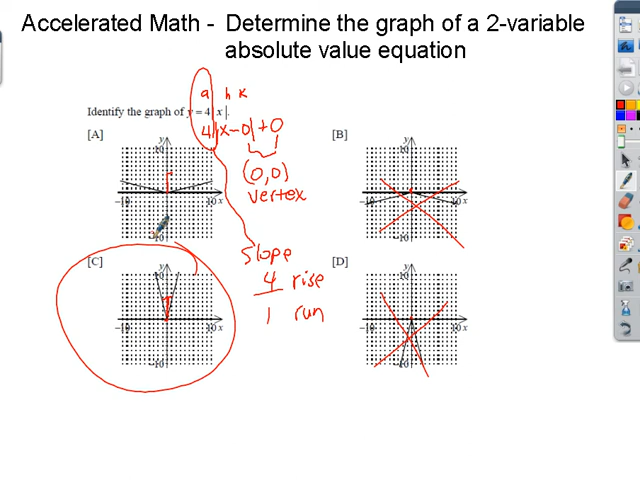 Accelerated Math - Determine the graph of a 2-variable
absolute value equation
a h k
Identify the graph of y = 4|x|.
4|x-0|+0
[A]
[B]
(0,0)
vertex
y
10
-10
10 x
-10
y
10
-10
10 x
-10
slope
4 rise
1 run
[C]
[D]
y
10
-10
10 x
-10
y
10
-10
10 x
-10